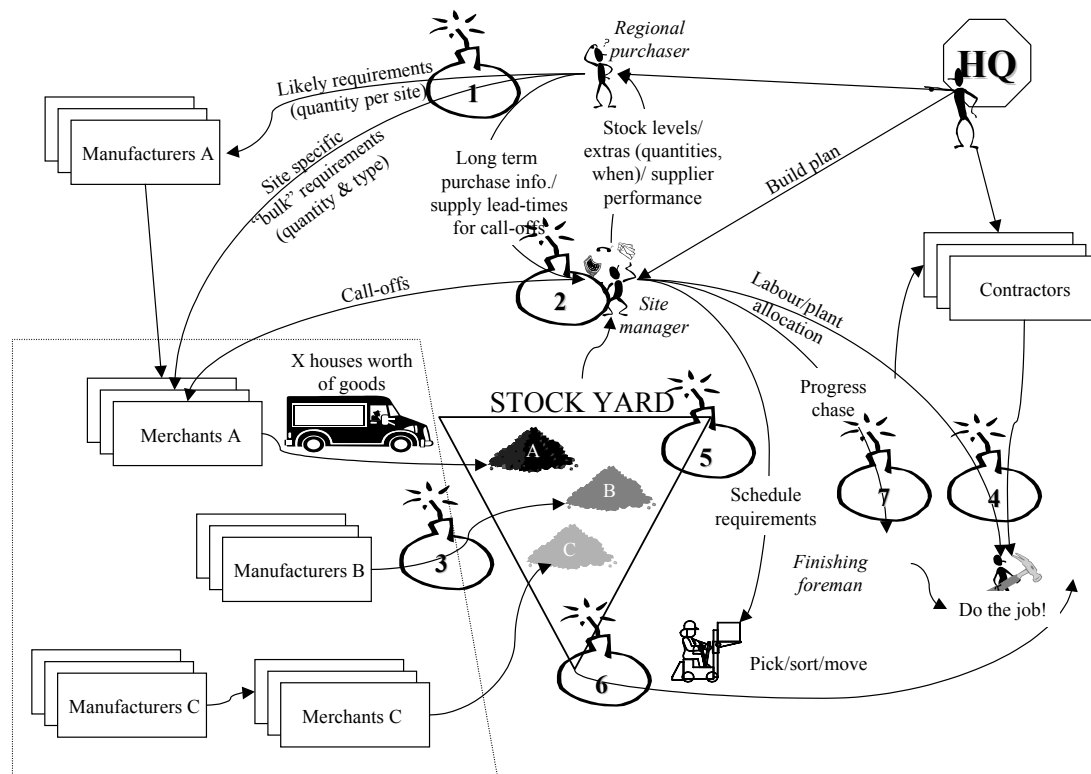 Regional
purchaser
HQ
1
Likely requirements
(quantity per site)
Manufacturers A
Site specific
“bulk” requirements
(quantity & type)
Long term
purchase info./
supply lead-times
for call-offs
Stock levels/
extras (quantities,
when)/ supplier
performance
Build plan
Contractors
2
Site
manager
Call-offs
Labour/plant
allocation
X houses worth
of goods
Merchants A
STOCK YARD
Progress
chase
A
5
B
7
4
Schedule
requirements
C
3
Manufacturers B
Finishing
foreman
Do the job!
Pick/sort/move
6
Manufacturers C
Merchants C